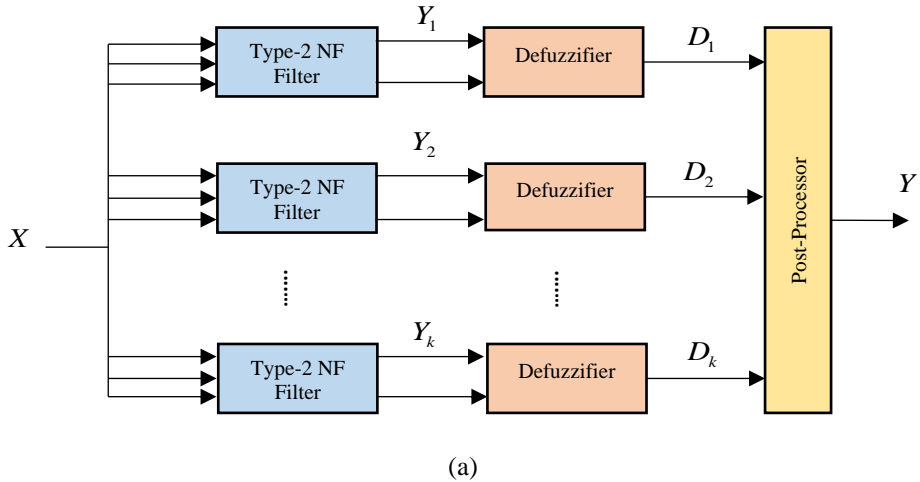 Y₁
D₁
Type-2 NF
Filter
Defuzzifier
Y₂
D₂
Type-2 NF
Filter
Defuzzifier
X
Post-Processor
Y
Yₖ
Dₖ
Type-2 NF
Filter
Defuzzifier
(a)